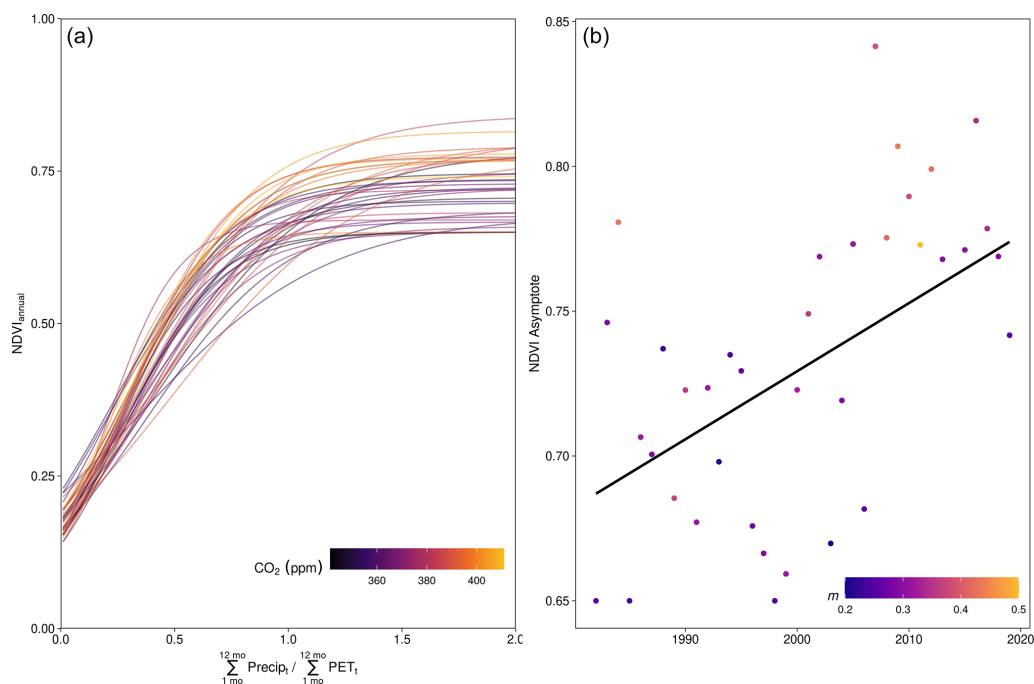 (a)
1.00
0.75
0.50
0.25
0.00
NDVIannual
CO2 (ppm)
360 380 400
0.0 0.5 1.0 1.5 2.0
12 mo 12 mo
∑ Precipt / ∑ PETt
1 mo 1 mo
(b)
0.85
0.80
0.75
0.70
0.65
NDVI Asymptote
m
0.2 0.3 0.4 0.5
1990 2000 2010 2020